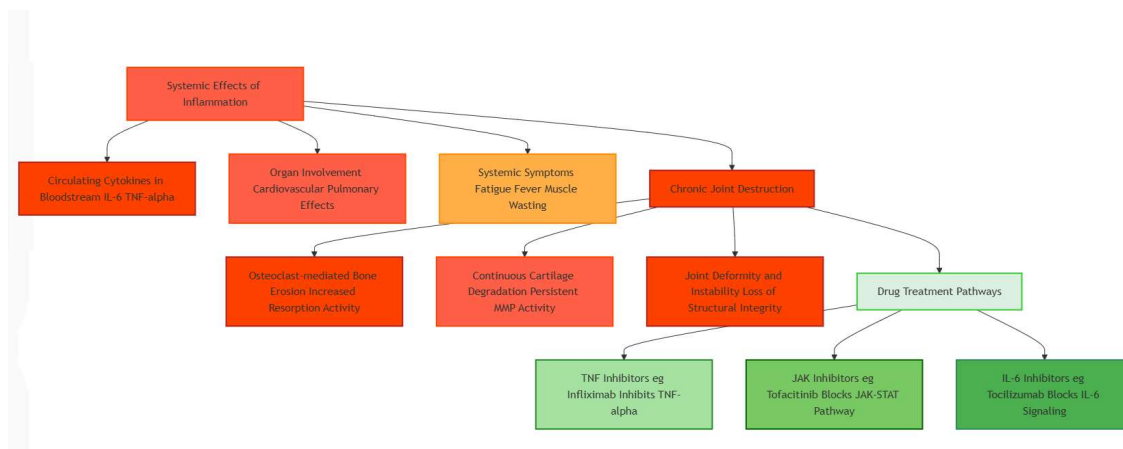 Systemic Effects of
Inflammation
Circulating Cytokines in
Bloodstream IL-6 TNF-alpha
Organ Involvement
Cardiovascular Pulmonary
Effects
Systemic Symptoms
Fatigue Fever Muscle
Wasting
Chronic Joint Destruction
Osteoclast-mediated Bone
Erosion Increased
Resorption Activity
Continuous Cartilage
Degradation Persistent
MMP Activity
Joint Deformity and
Instability Loss of
Structural Integrity
Drug Treatment Pathways
TNF Inhibitors eg
Infliximab Inhibits TNF-
alpha
JAK Inhibitors eg
Tofacitinib Blocks JAK-STAT
Pathway
IL-6 Inhibitors eg
Tocilizumab Blocks IL-6
Signaling